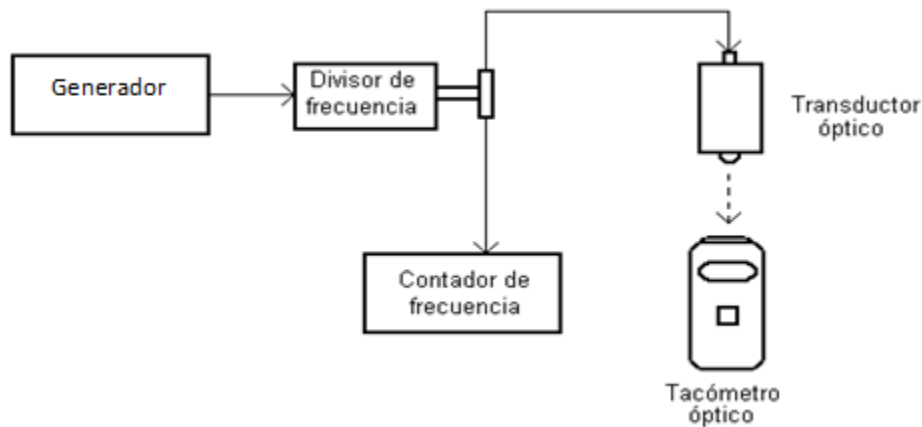 Generador
Divisor de
frecuencia
Transductor
óptico
Contador de
frecuencia
Tacómetro
óptico